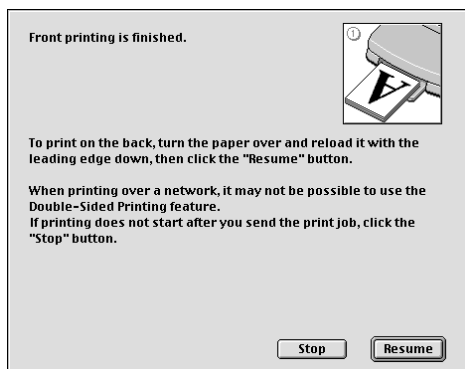 Front printing is finished.
1
A
To print on the back, turn the paper over and reload it with the
leading edge down, then click the "Resume" button.
When printing over a network, it may not be possible to use the
Double-Sided Printing feature.
If printing does not start after you send the print job, click the
"Stop" button.
Stop
Resume